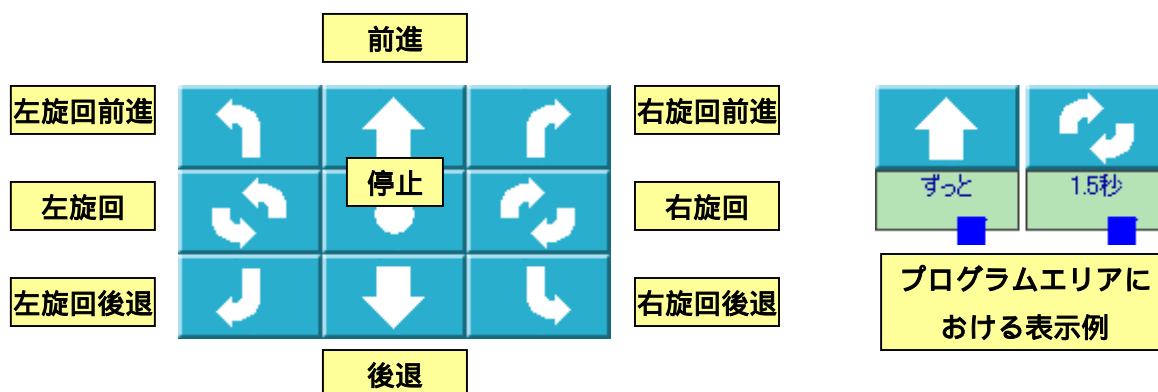 前進
左旋回前進
右旋回前進
停止
左旋回
右旋回
左旋回後退
右旋回後退
後退
ずっと
1.5秒
プログラムエリアに
おける表示例